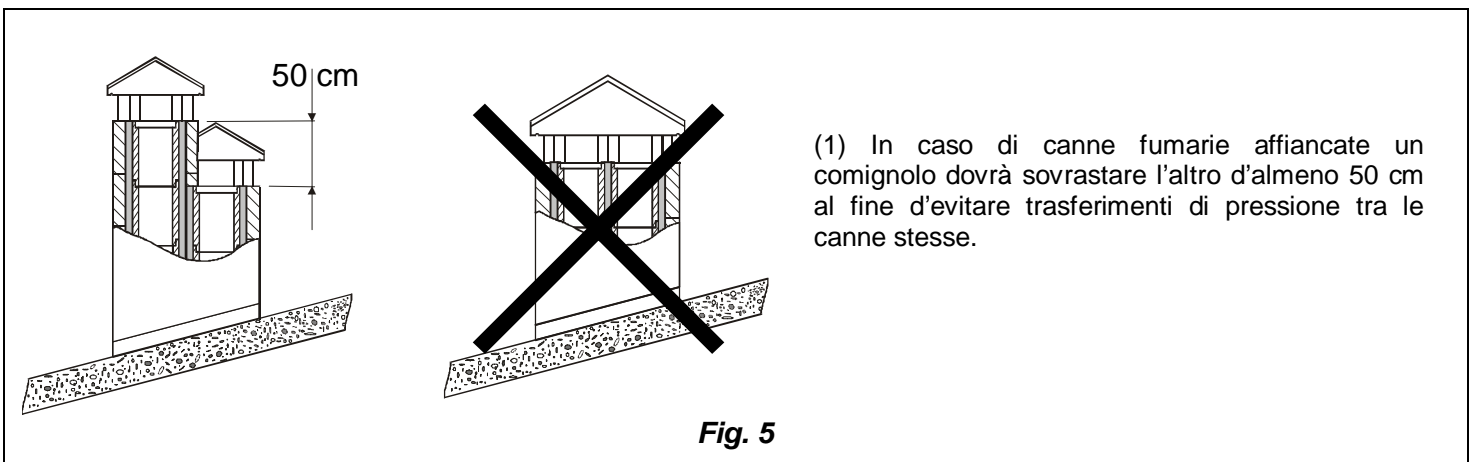 50 cm
(1) In caso di canne fumarie affiancate un
comignolo dovrà sovrastare l'altro d'almeno 50 cm
al fine d'evitare trasferimenti di pressione tra le
canne stesse.
Fig. 5